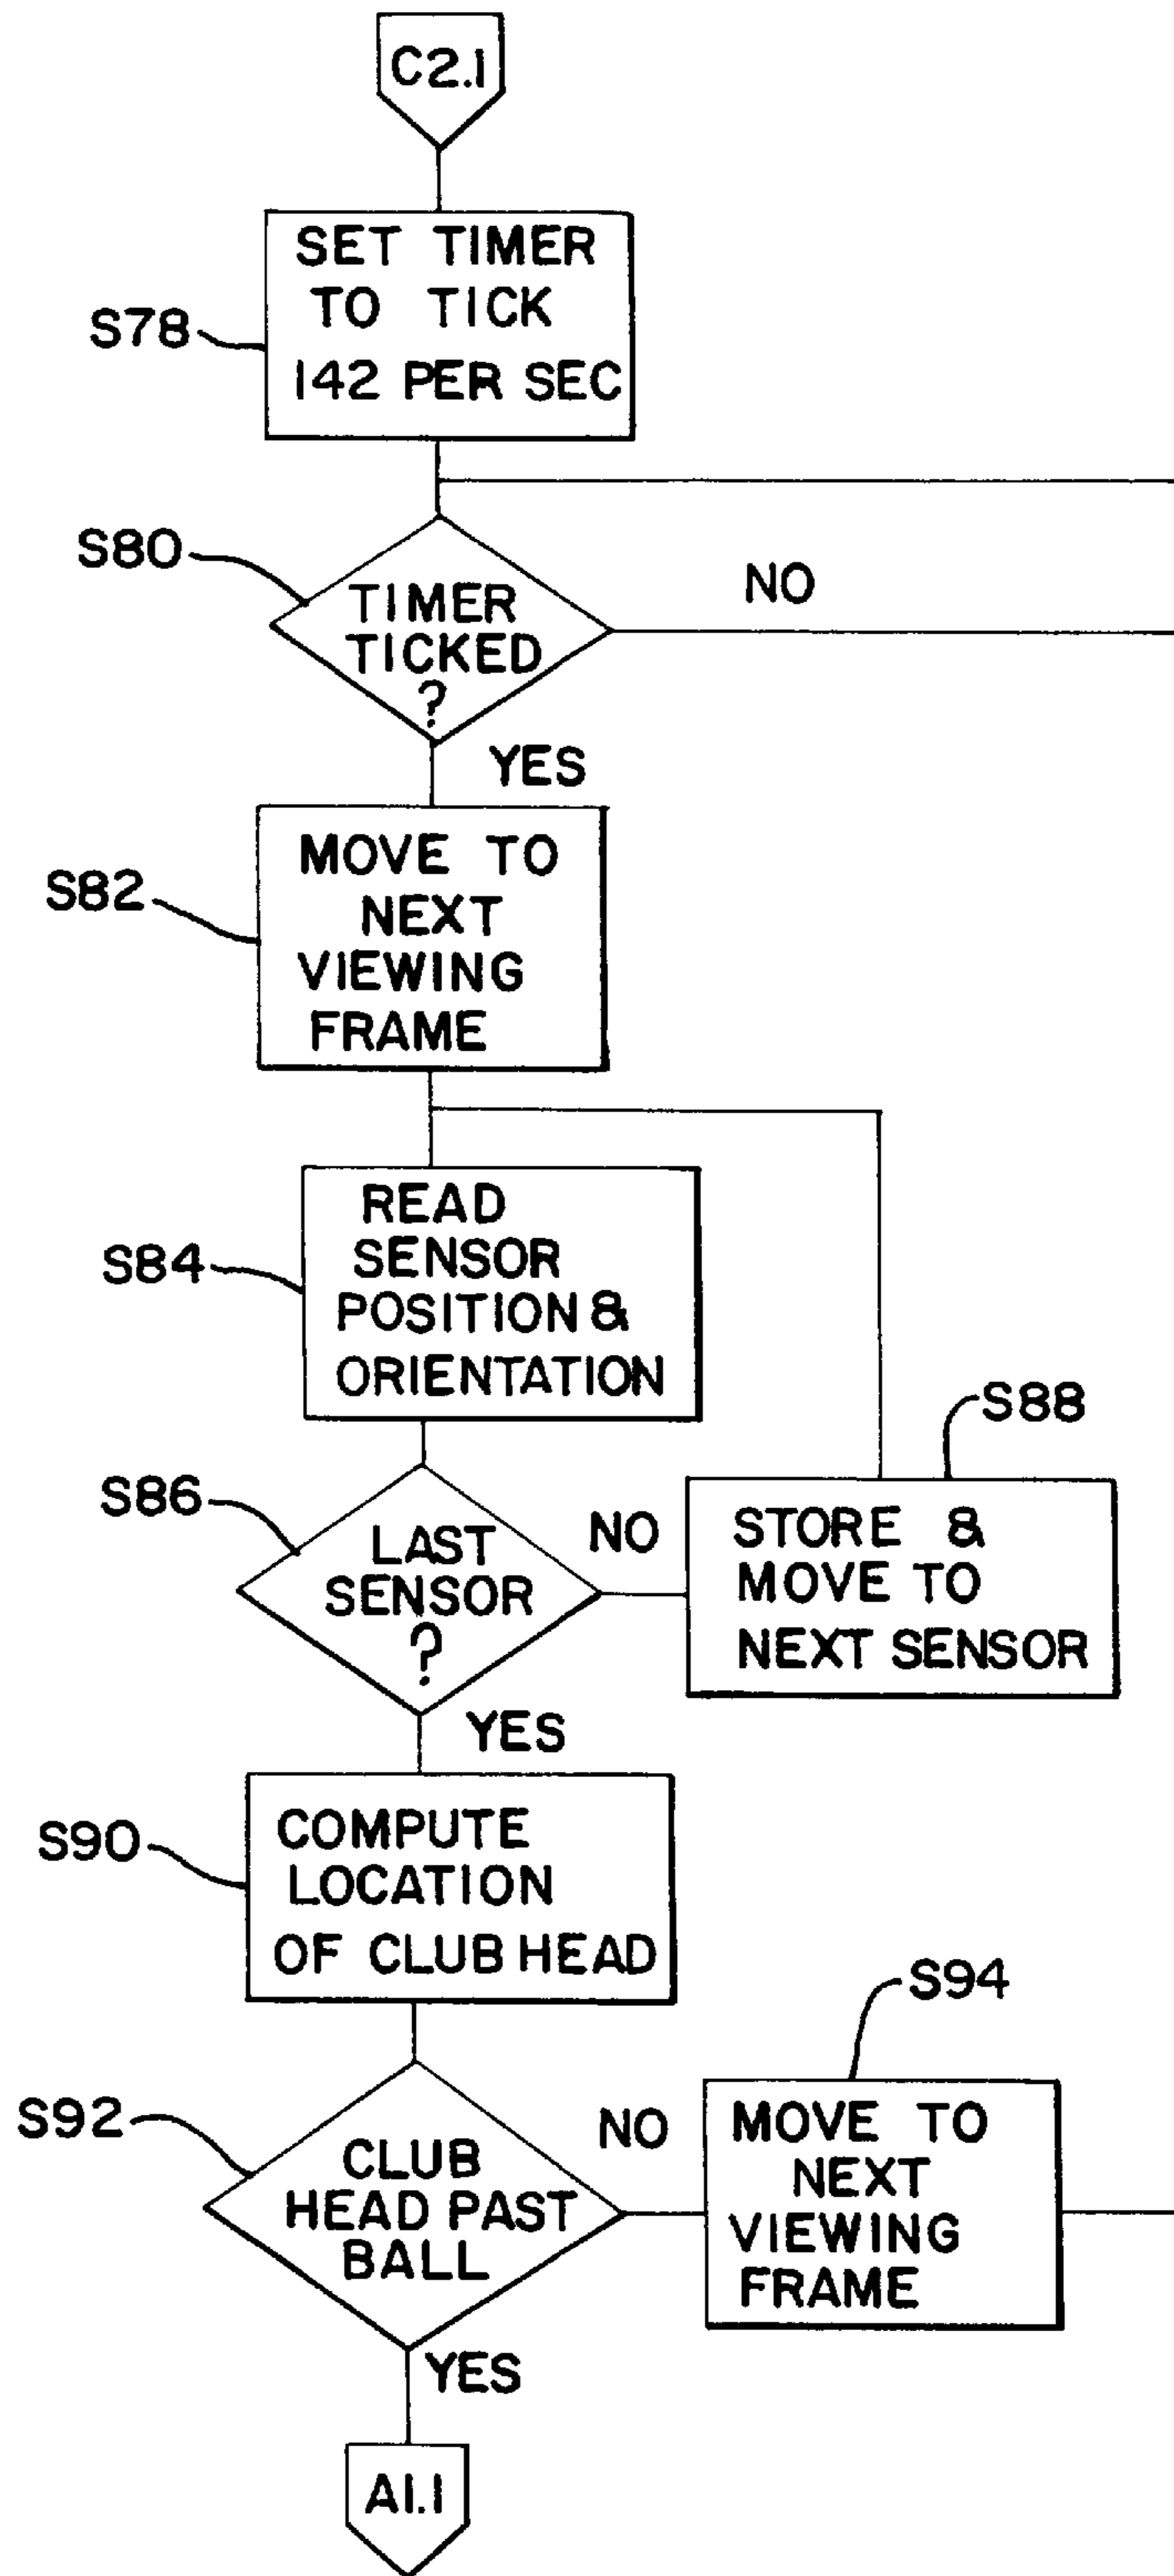 C2.1
SET TIMER
TO TICK
142 PER SEC
S78
S80
TIMER
TICKED
?
NO
YES
MOVE TO
NEXT
VIEWING
FRAME
S82
READ
SENSOR
POSITION &
ORIENTATION
S84
S88
S86
LAST
SENSOR
?
NO
STORE &
MOVE TO
NEXT SENSOR
YES
COMPUTE
LOCATION
OF CLUB HEAD
S90
S94
S92
CLUB
HEAD PAST
BALL
NO
MOVE TO
NEXT
VIEWING
FRAME
YES
A1.1